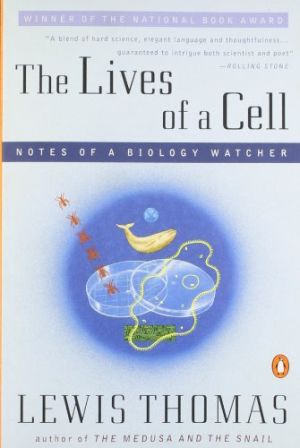 WINNER OF THE NATIONAL BOOK AWARD
"A blend of hard science, elegant language and thoughtfulness...
guaranteed to intrigue both scientist and poet"
—ROLLING STONE
The Lives
of a Cell
NOTES OF A BIOLOGY WATCHER
LEWIS THOMAS
author of THE MEDUSA AND THE SNAIL